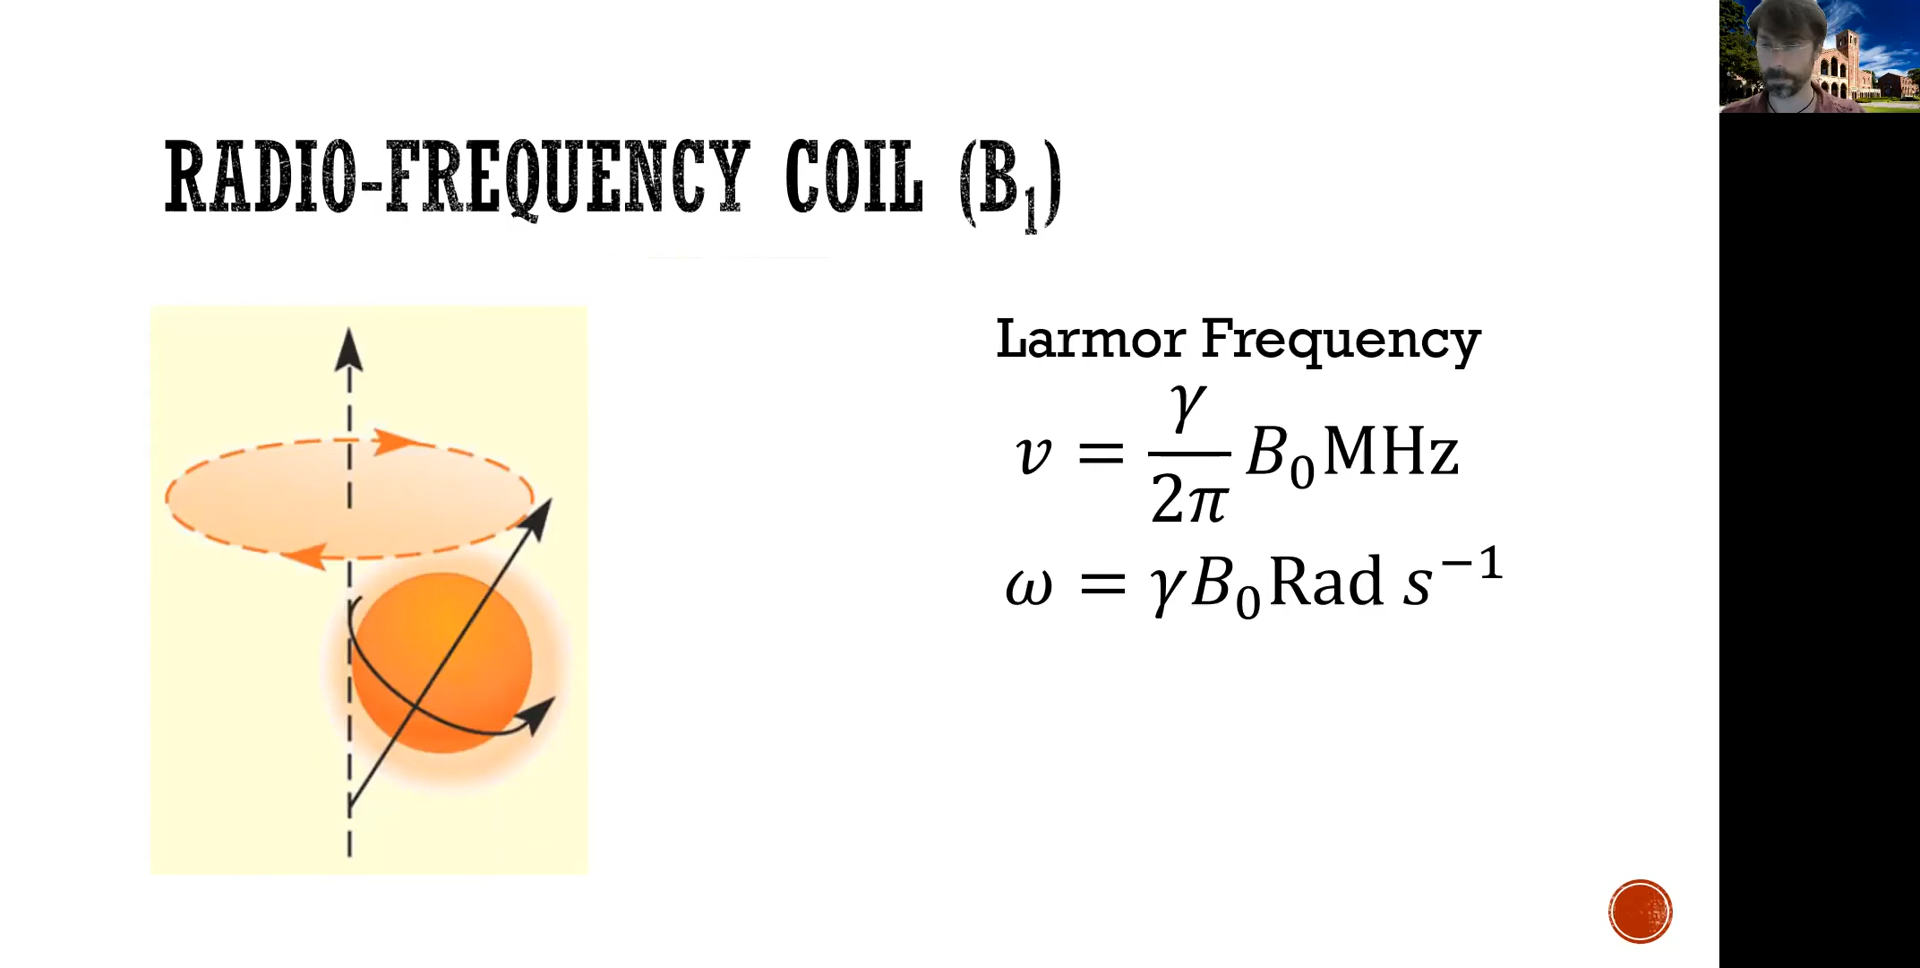 RADIO-FREQUENCY COIL (B₁)
Larmor Frequency
v = γ/2π B₀MHz
ω = γB₀Rad s⁻¹